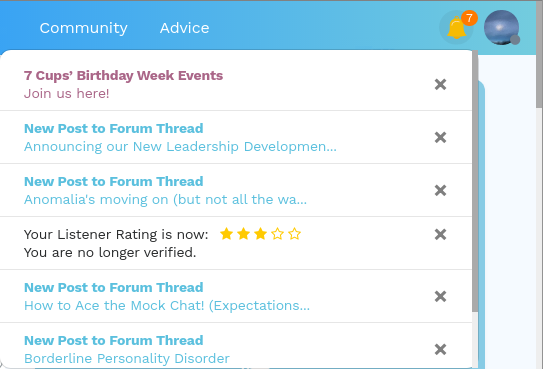 Community Advice 7
7 Cups’ Birthday Week Events
Join us here!
New Post to Forum Thread
Announcing our New Leadership Developmen...
New Post to Forum Thread
Anomalia's moving on (but not all the wa...
Your Listener Rating is now:
You are no longer verified.
New Post to Forum Thread
How to Ace the Mock Chat! (Expectations...
New Post to Forum Thread
Borderline Personality Disorder